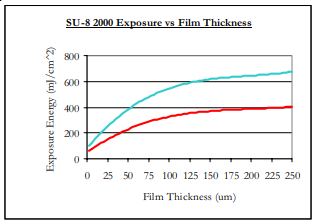 SU-8 2000 Exposure vs Film Thickness
Exposure Energy (mJ/cm^2)
800
600
400
200
0
0 25 50 75 100 125 150 175 200 225 250
Film Thickness (um)